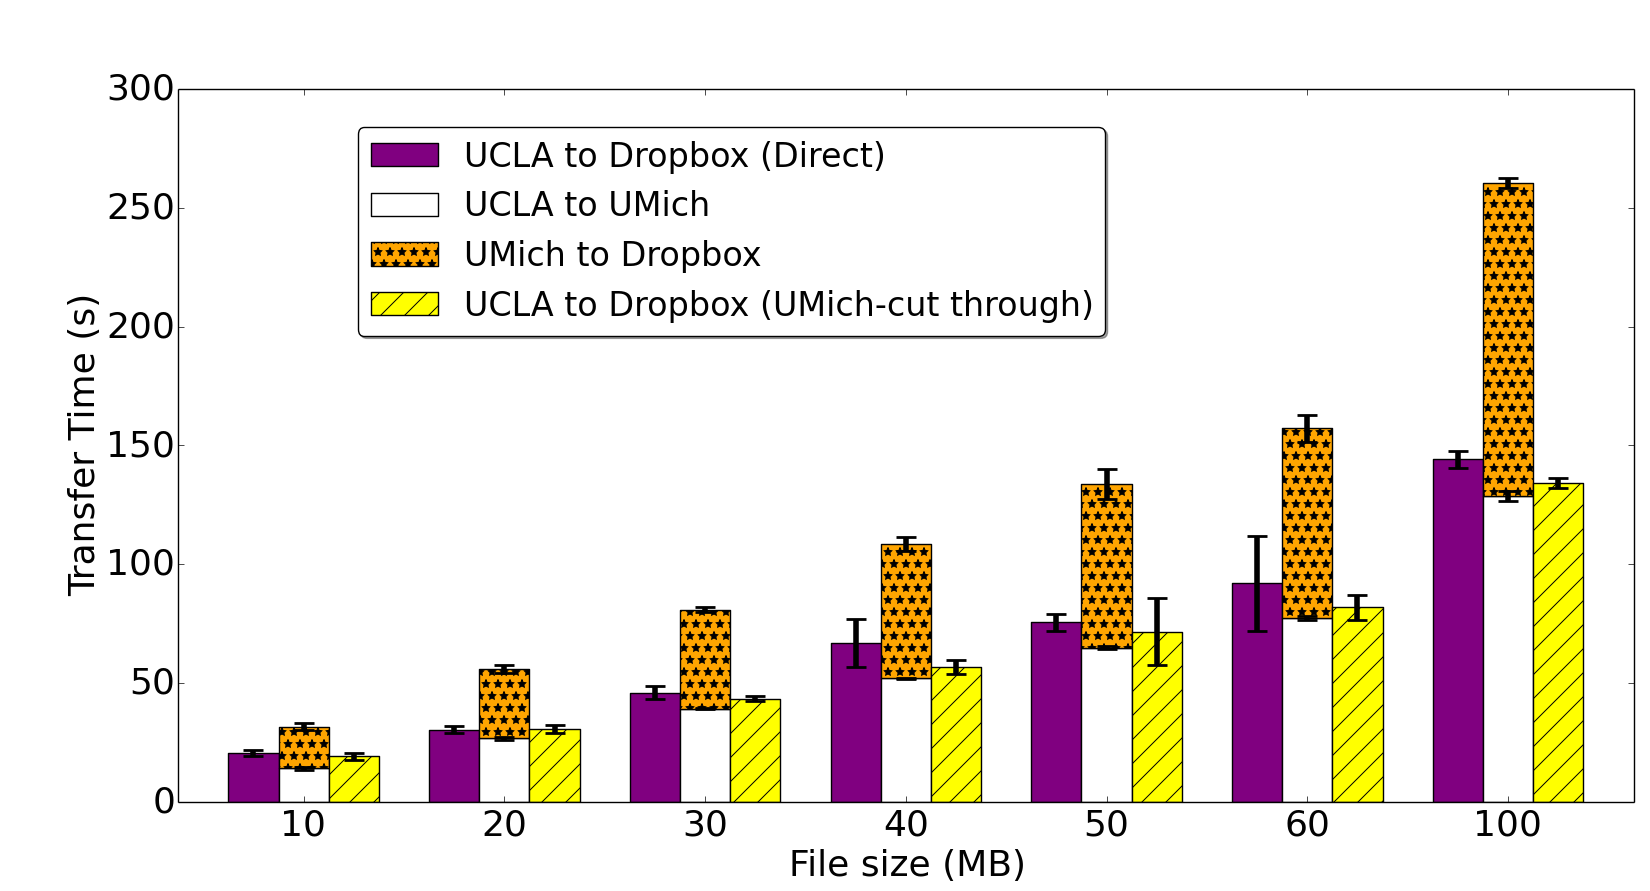 300
250
200
150
100
50
0
Transfer Time (s)
UCLA to Dropbox (Direct)
UCLA to UMich
UMich to Dropbox
UCLA to Dropbox (UMich-cut through)
10 20 30 40 50 60 100
File size (MB)